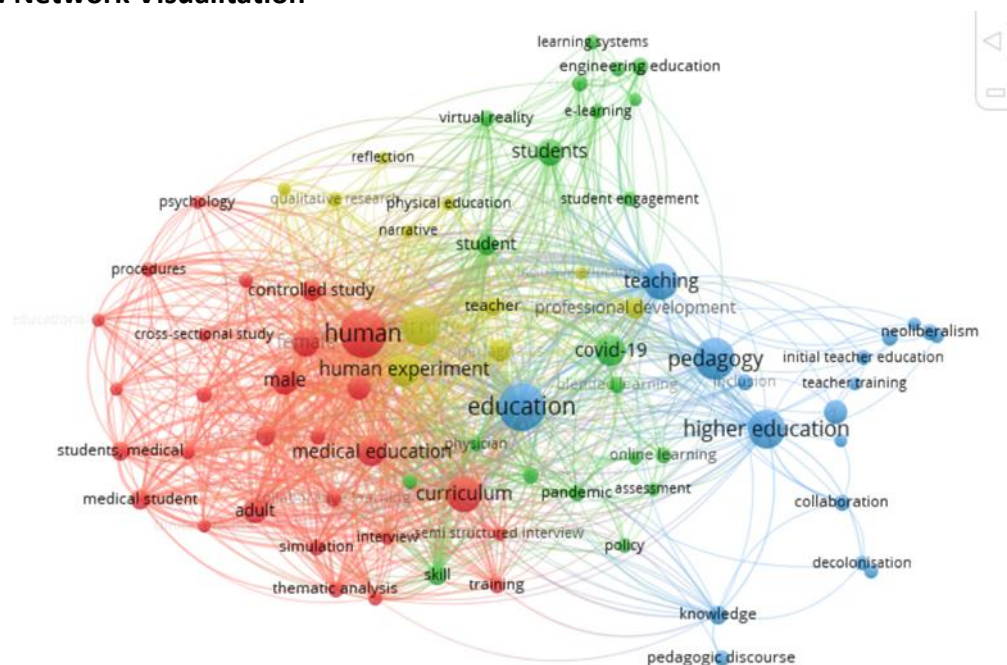 Network Visualitation
learning systems
engineering education
e-learning
virtual reality
students
reflection
qualitative research
physical education
student engagement
psychology
narrative
student
procedures
teaching
controlled study
teacher
professional development
cross-sectional study
human
covid-19
pedagogy
neoliberalism
initial teacher education
human experiment
male
blended learning
inclusion
teacher training
education
higher education
students, medical
medical education
physician
online learning
medical student
curriculum
pandemic
assessment
collaboration
adult
simulation
interview
semi structured interview
policy
decolonisation
skill
thematic analysis
training
knowledge
pedagogic discourse